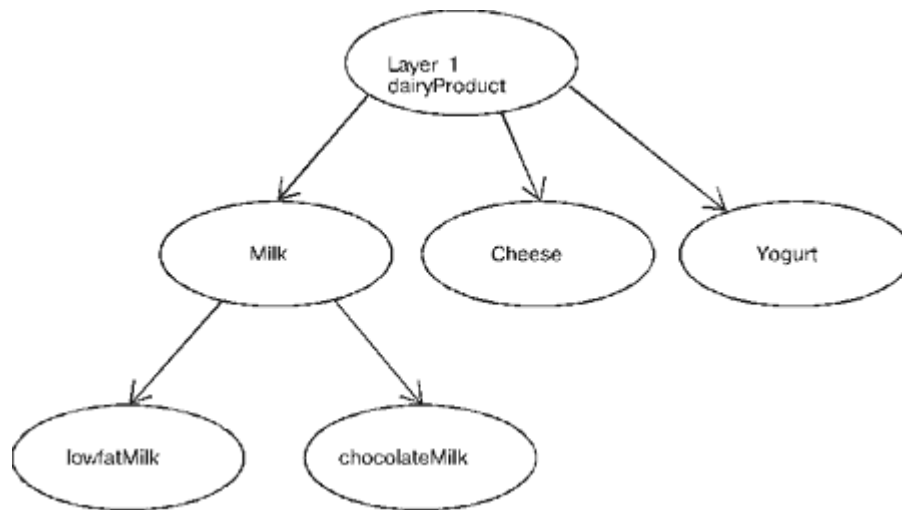 Layer 1
dairyProduct
Milk
Cheese
Yogurt
lowfatMilk
chocolateMilk